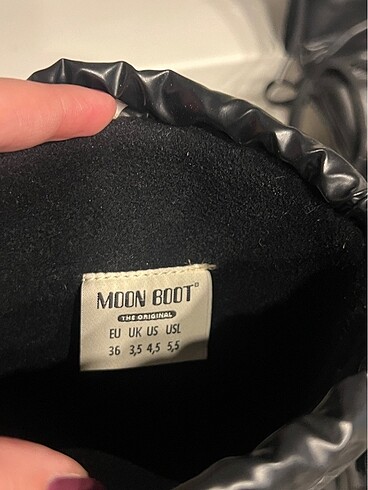 MOON BOOT®
THE ORIGINAL
EU UK US USL
36 3,5 4,5 5,5